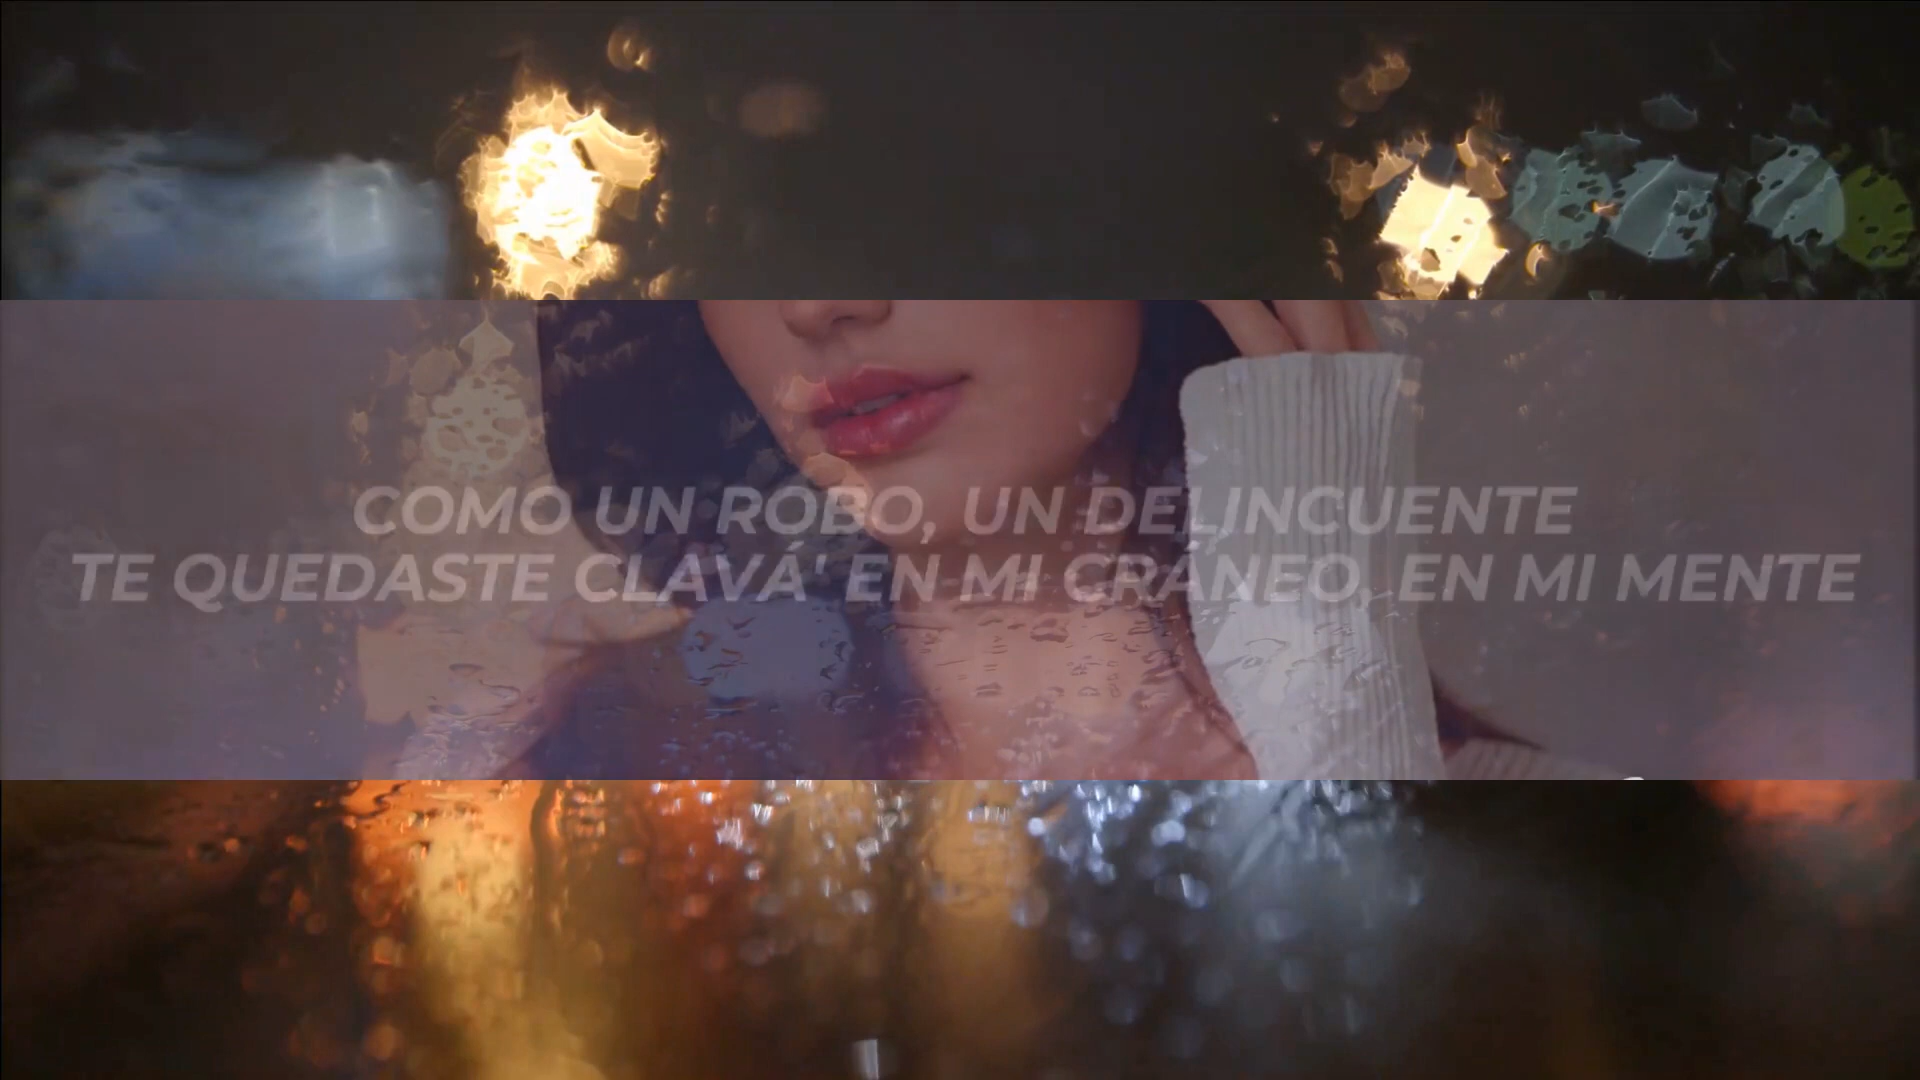 COMO UN ROBO, UN DELINCUENTE
TE QUEDASTE CLAVÁ' EN MI CRÁNEO, EN MI MENTE